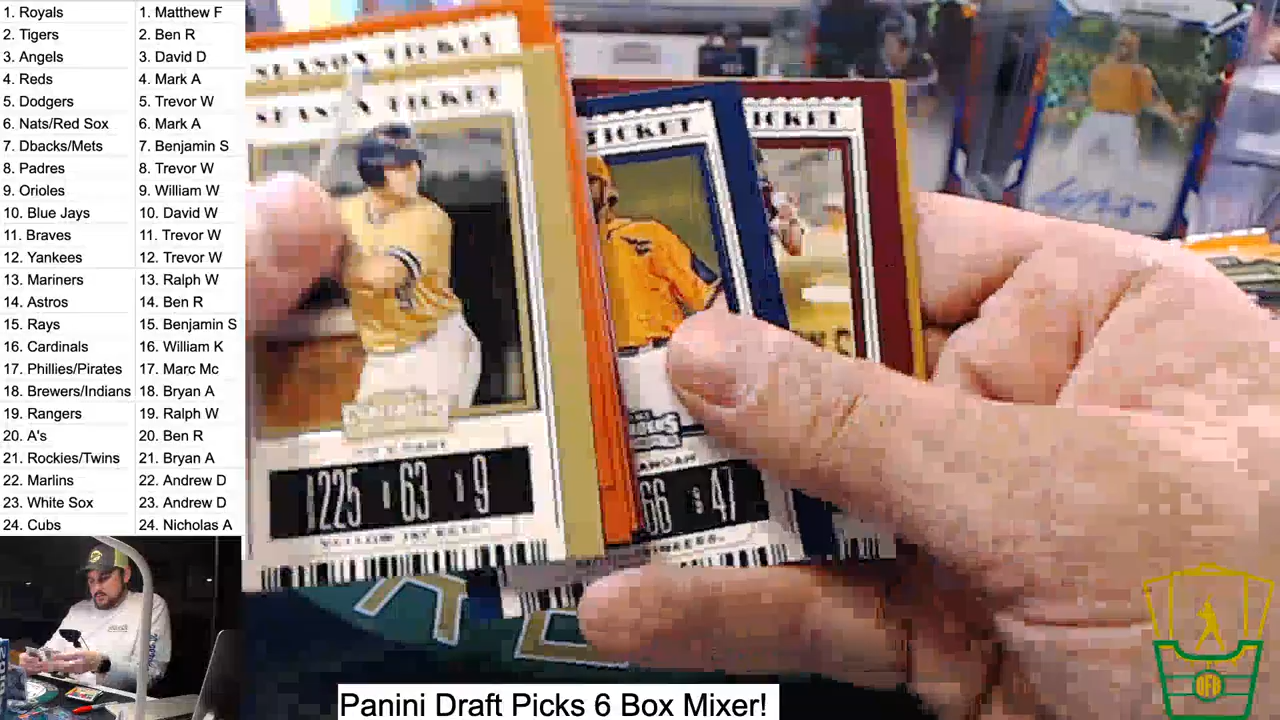 1. Royals
2. Tigers
3. Angels
4. Reds
5. Dodgers
6. Nats/Red Sox
7. Dbacks/Mets
8. Padres
9. Orioles
10. Blue Jays
11. Braves
12. Yankees
13. Mariners
14. Astros
15. Rays
16. Cardinals
17. Phillies/Pirates
18. Brewers/Indians
19. Rangers
20. A's
21. Rockies/Twins
22. Marlins
23. White Sox
24. Cubs
1. Matthew F
2. Ben R
3. David D
4. Mark A
5. Trevor W
6. Mark A
7. Benjamin S
8. Trevor W
9. William W
10. David W
11. Trevor W
12. Trevor W
13. Ralph W
14. Ben R
15. Benjamin S
16. William K
17. Marc Mc
18. Bryan A
19. Ralph W
20. Ben R
21. Bryan A
22. Andrew D
23. Andrew D
24. Nicholas A
TICKET
TICKET
TICKET
ICKET
225 63 9
66 47
Panini Draft Picks 6 Box Mixer!